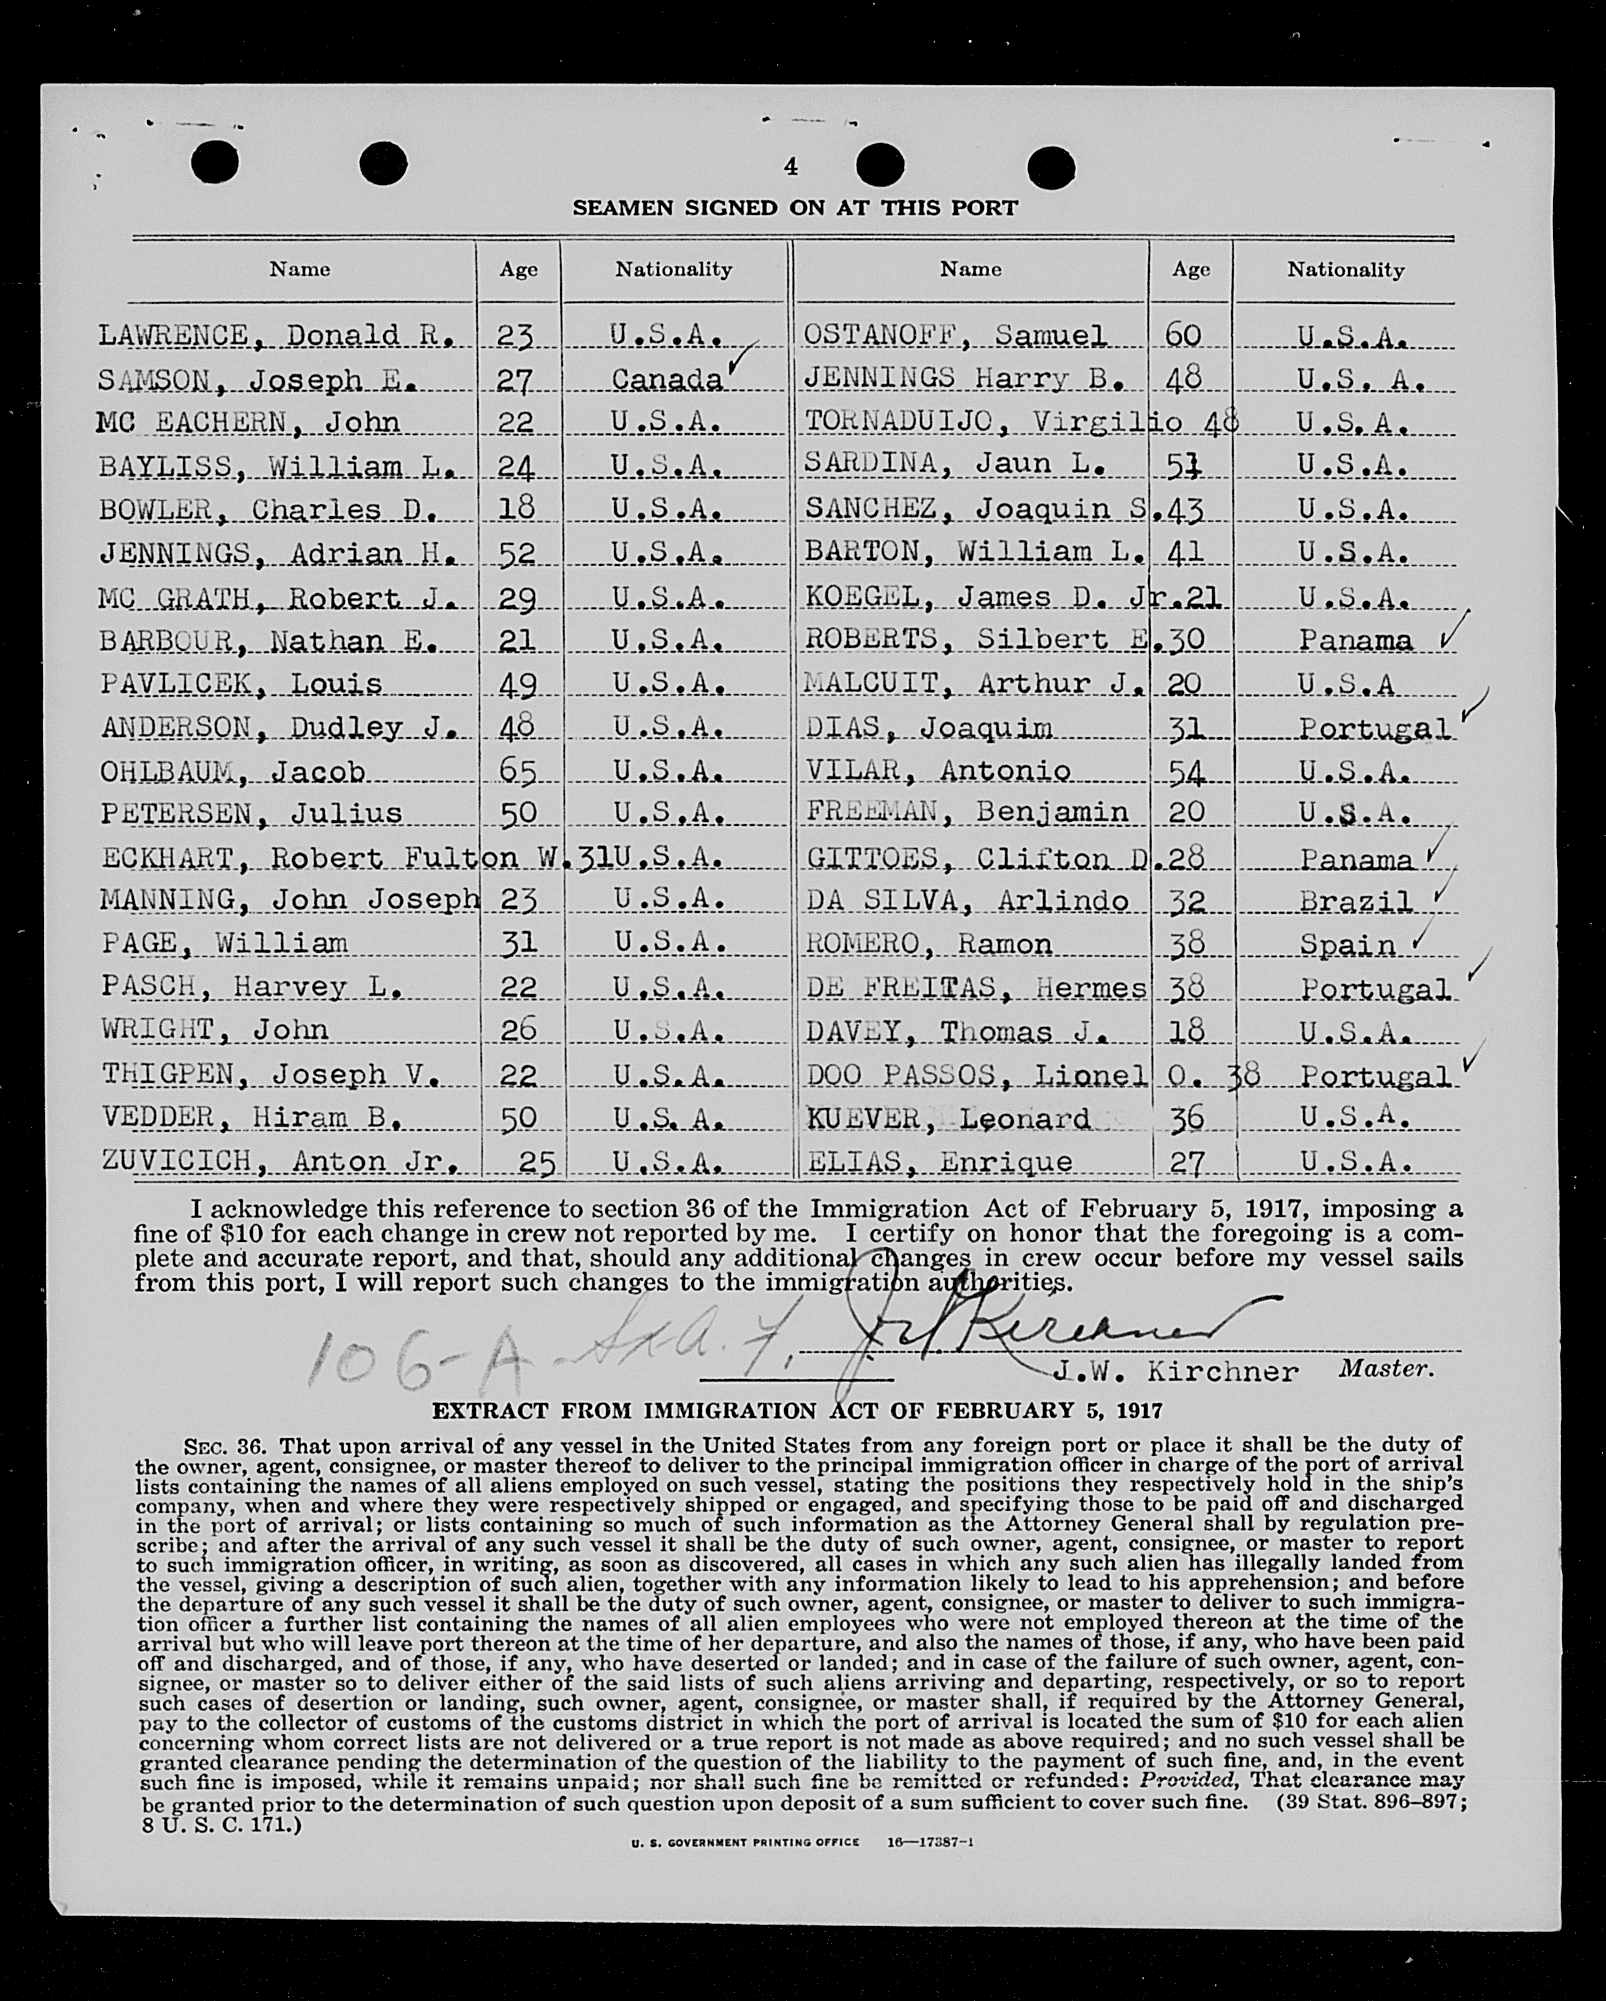 4
SEAMEN SIGNED ON AT THIS PORT
Name Age Nationality Name Age Nationality
LAWRENCE, Donald R. 23 U.S.A. OSTANOFF, Samuel 60 U.S.A.
SAMSON, Joseph E. 27 Canada ✓ JENNINGS Harry B. 48 U.S. A.
MC EACHERN, John 22 U.S.A. TORNADUIJO, Virgilio 48 U.S. A.
BAYLISS, William L. 24 U.S.A. SARDINA, Jaun L. 51 U.S.A.
BOWLER, Charles D. 18 U.S.A. SANCHEZ, Joaquin S. 43 U.S.A.
JENNINGS, Adrian H. 52 U.S.A. BARTON, William L. 41 U.S.A.
MC GRATH, Robert J. 29 U.S.A. KOEGEL, James D. Jr. 21 U.S.A.
BARBOUR, Nathan E. 21 U.S.A. ROBERTS, Silbert E. 30 Panama ✓
PAVLICEK, Louis 49 U.S.A. MALCUIT, Arthur J. 20 U.S.A
ANDERSON, Dudley J. 48 U.S.A. DIAS, Joaquim 31 Portugal ✓
OHLBAUM, Jacob 65 U.S.A. VILAR, Antonio 54 U.S.A.
PETERSEN, Julius 50 U.S.A. FREEMAN, Benjamin 20 U.S.A.
ECKHART, Robert Fulton W. 31 U.S.A. GITTOES, Clifton D. 28 Panama ✓
MANNING, John Joseph 23 U.S.A. DA SILVA, Arlindo 32 Brazil ✓
PAGE, William 31 U.S.A. ROMERO, Ramon 38 Spain ✓
PASCH, Harvey L. 22 U.S.A. DE FREITAS, Hermes 38 Portugal ✓
WRIGHT, John 26 U.S.A. DAVEY, Thomas J. 18 U.S.A.
THIGPEN, Joseph V. 22 U.S.A. DOO PASSOS, Lionel O. 38 Portugal ✓
VEDDER, Hiram B. 50 U.S. A. KUEVER, Leonard 36 U.S.A.
ZUVICICH, Anton Jr. 25 U.S.A. ELIAS, Enrique 27 U.S.A.
I acknowledge this reference to section 36 of the Immigration Act of February 5, 1917, imposing a
fine of $10 for each change in crew not reported by me. I certify on honor that the foregoing is a com-
plete and accurate report, and that, should any additional changes in crew occur before my vessel sails
from this port, I will report such changes to the immigration authorities.
106-A
J W Kirchner
J.W. Kirchner Master.
EXTRACT FROM IMMIGRATION ACT OF FEBRUARY 5, 1917
SEC. 36. That upon arrival of any vessel in the United States from any foreign port or place it shall be the duty of
the owner, agent, consignee, or master thereof to deliver to the principal immigration officer in charge of the port of arrival
lists containing the names of all aliens employed on such vessel, stating the positions they respectively hold in the ship's
company, when and where they were respectively shipped or engaged, and specifying those to be paid off and discharged
in the port of arrival; or lists containing so much of such information as the Attorney General shall by regulation pre-
scribe; and after the arrival of any such vessel it shall be the duty of such owner, agent, consignee, or master to report
to such immigration officer, in writing, as soon as discovered, all cases in which any such alien has illegally landed from
the vessel, giving a description of such alien, together with any information likely to lead to his apprehension; and before
the departure of any such vessel it shall be the duty of such owner, agent, consignee, or master to deliver to such immigra-
tion officer a further list containing the names of all alien employees who were not employed thereon at the time of the
arrival but who will leave port thereon at the time of her departure, and also the names of those, if any, who have been paid
off and discharged, and of those, if any, who have deserted or landed; and in case of the failure of such owner, agent, con-
signee, or master so to deliver either of the said lists of such aliens arriving and departing, respectively, or so to report
such cases of desertion or landing, such owner, agent, consignee, or master shall, if required by the Attorney General,
pay to the collector of customs of the customs district in which the port of arrival is located the sum of $10 for each alien
concerning whom correct lists are not delivered or a true report is not made as above required; and no such vessel shall be
granted clearance pending the determination of the question of the liability to the payment of such fine, and, in the event
such fine is imposed, while it remains unpaid; nor shall such fine be remitted or refunded: Provided, That clearance may
be granted prior to the determination of such question upon deposit of a sum sufficient to cover such fine. (39 Stat. 896–897;
8 U. S. C. 171.)
U. S. GOVERNMENT PRINTING OFFICE 16—17387-1